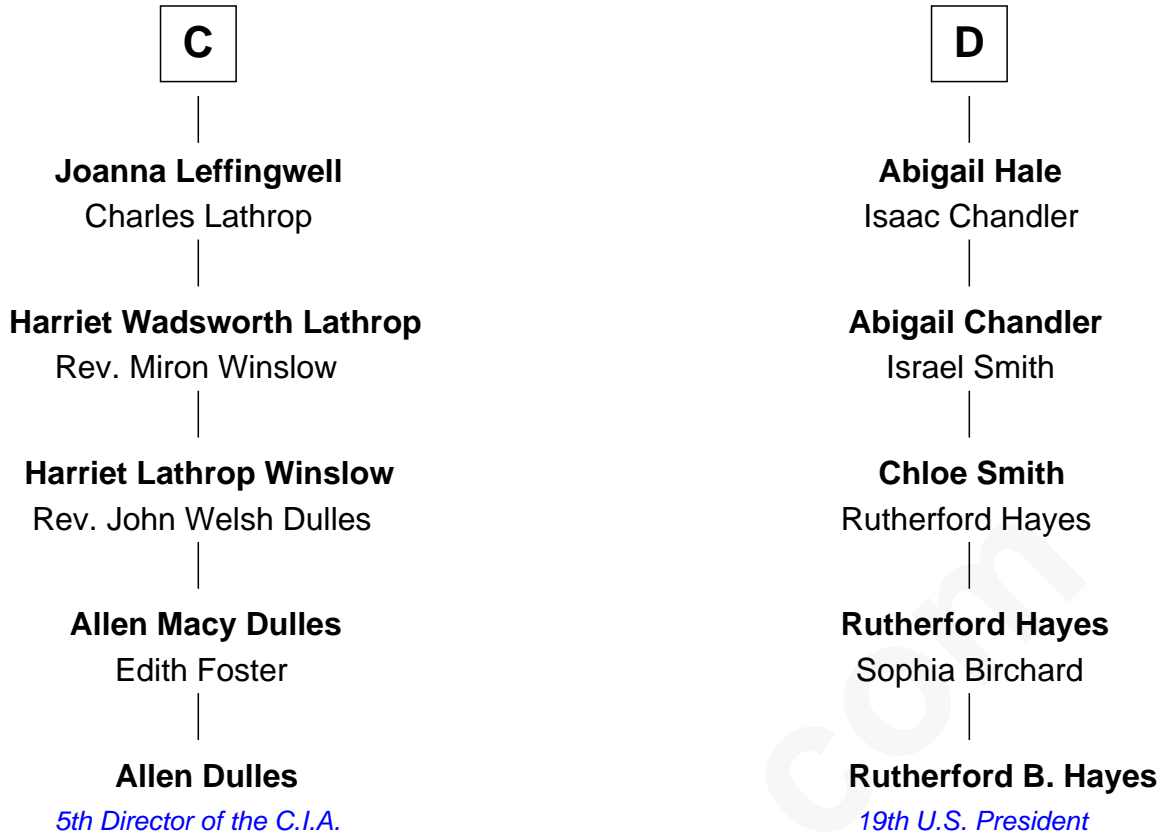 C
Joanna Leffingwell
Charles Lathrop
Harriet Wadsworth Lathrop
Rev. Miron Winslow
Harriet Lathrop Winslow
Rev. John Welsh Dulles
Allen Macy Dulles
Edith Foster
Allen Dulles
5th Director of the C.I.A.
D
Abigail Hale
Isaac Chandler
Abigail Chandler
Israel Smith
Chloe Smith
Rutherford Hayes
Rutherford Hayes
Sophia Birchard
Rutherford B. Hayes
19th U.S. President
com